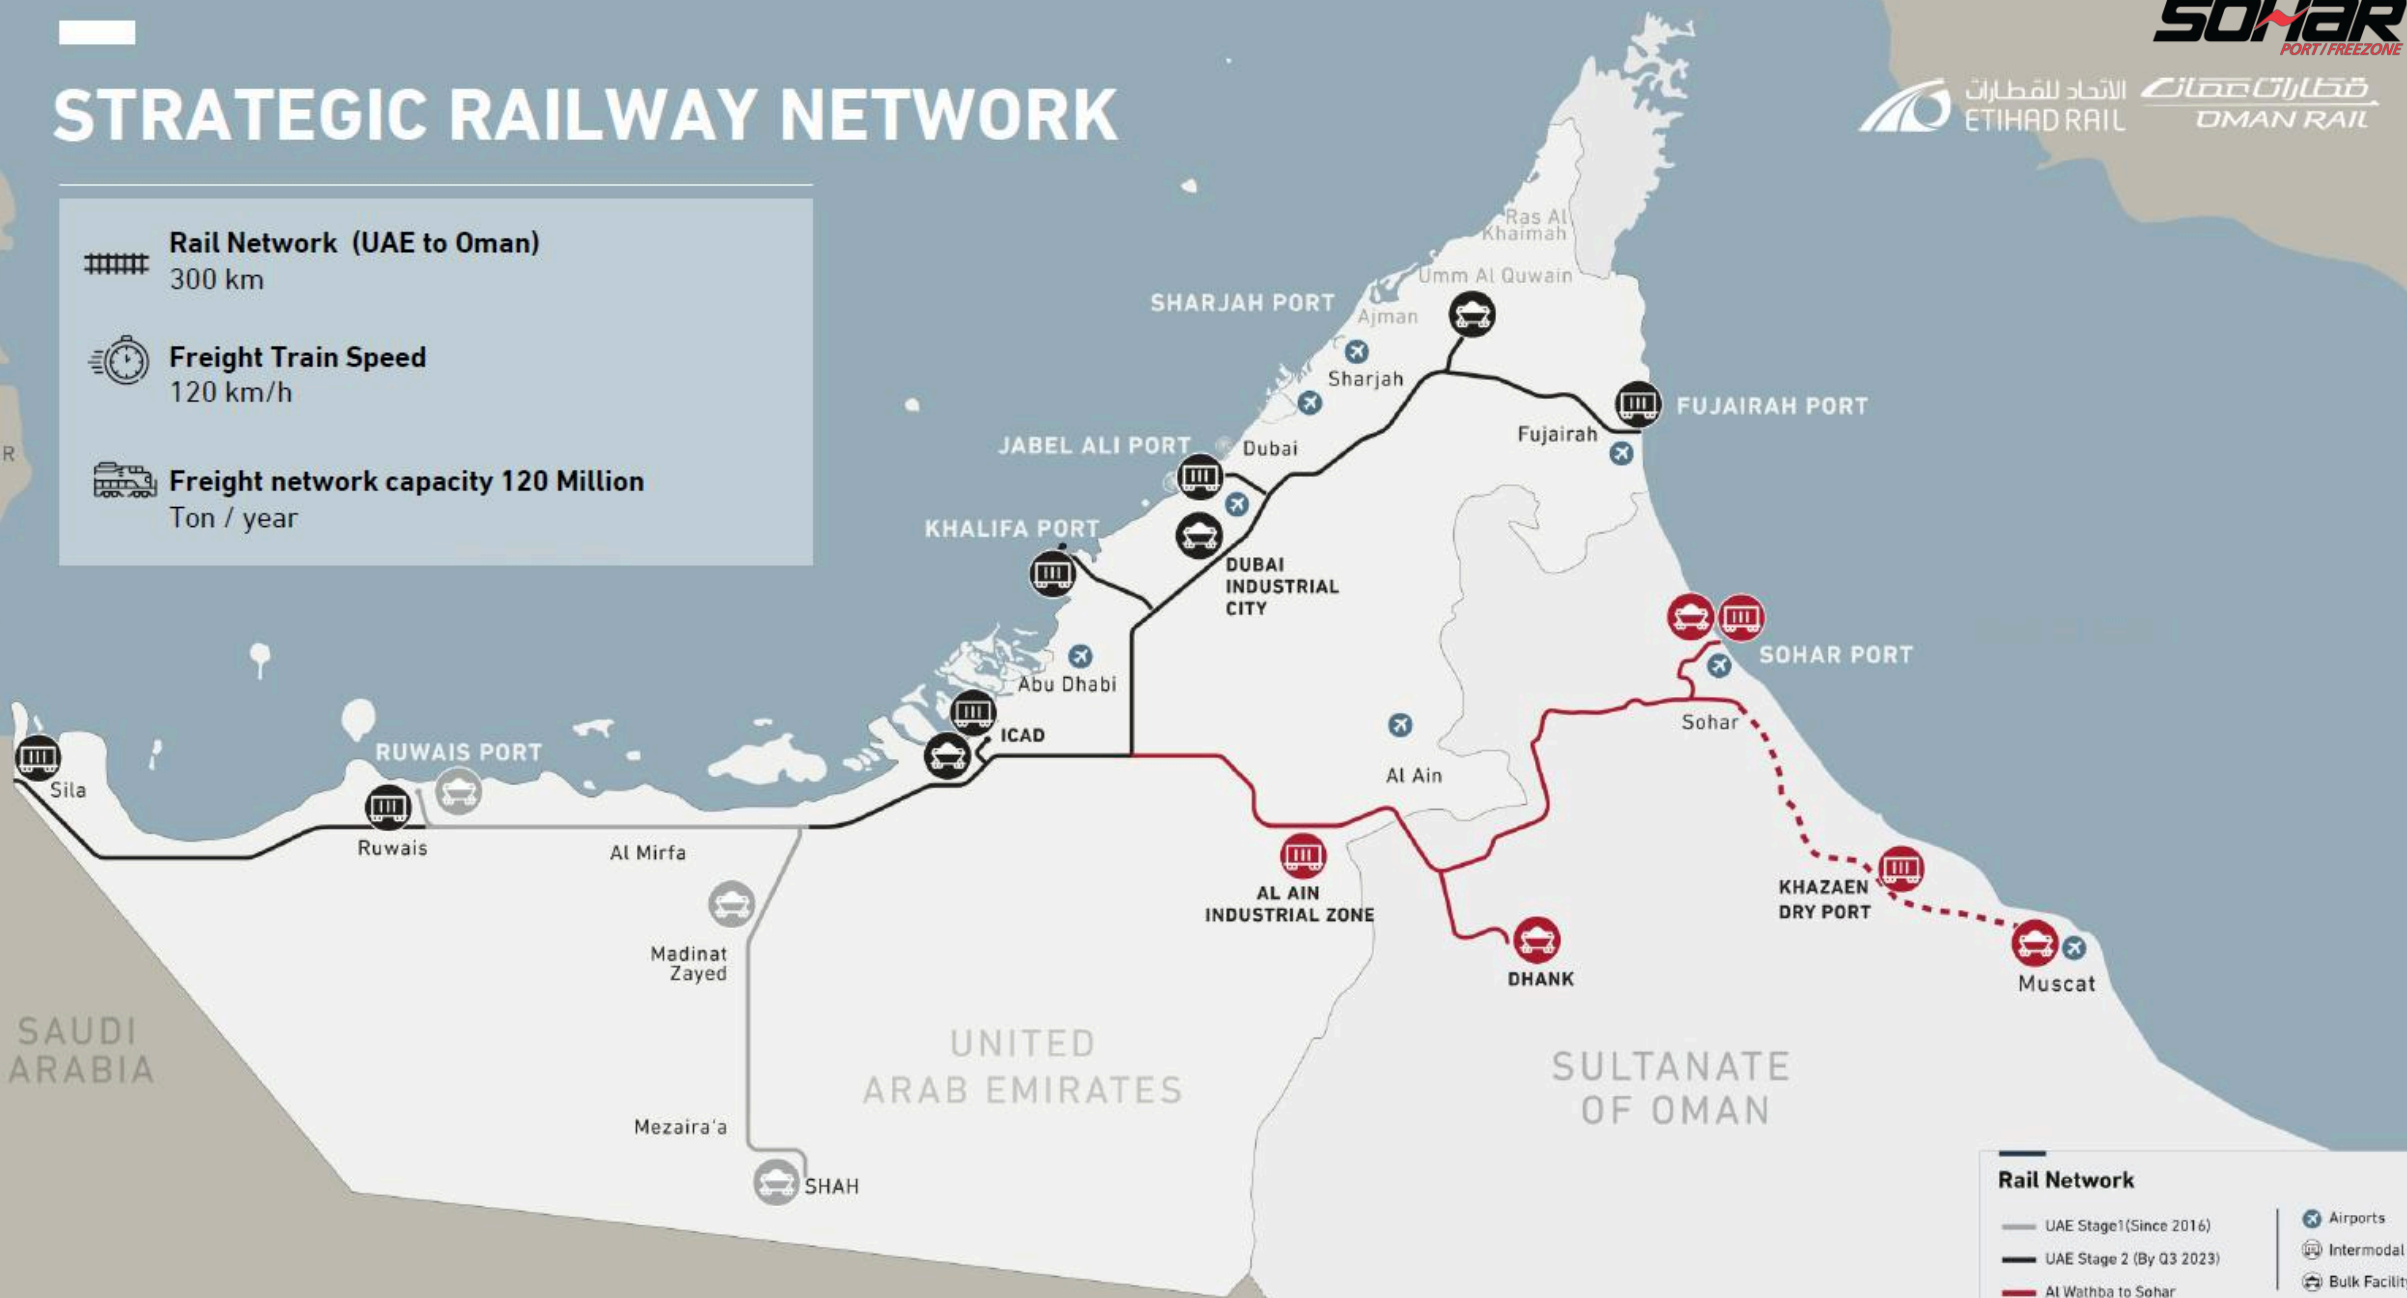 SOHAR
PORT/FREEZONE
STRATEGIC RAILWAY NETWORK
الاتحاد للقطارات
ETIHAD RAIL
قطارات عمان
OMAN RAIL
Rail Network (UAE to Oman)
300 km
Freight Train Speed
120 km/h
Freight network capacity 120 Million
Ton / year
Ras Al
Khaimah
Umm Al Quwain
SHARJAH PORT
Ajman
Sharjah
FUJAIRAH PORT
Fujairah
JABEL ALI PORT
Dubai
R
KHALIFA PORT
DUBAI
INDUSTRIAL
CITY
SOHAR PORT
Abu Dhabi
Sohar
ICAD
RUWAIS PORT
Al Ain
Sila
Ruwais
Al Mirfa
AL AIN
INDUSTRIAL ZONE
KHAZAEN
DRY PORT
Madinat
Zayed
DHANK
Muscat
SAUDI
ARABIA
UNITED
ARAB EMIRATES
SULTANATE
OF OMAN
Mezaira'a
SHAH
Rail Network
UAE Stage1(Since 2016)
UAE Stage 2 (By Q3 2023)
Al Wathba to Sohar
Airports
Intermodal
Bulk Facilit